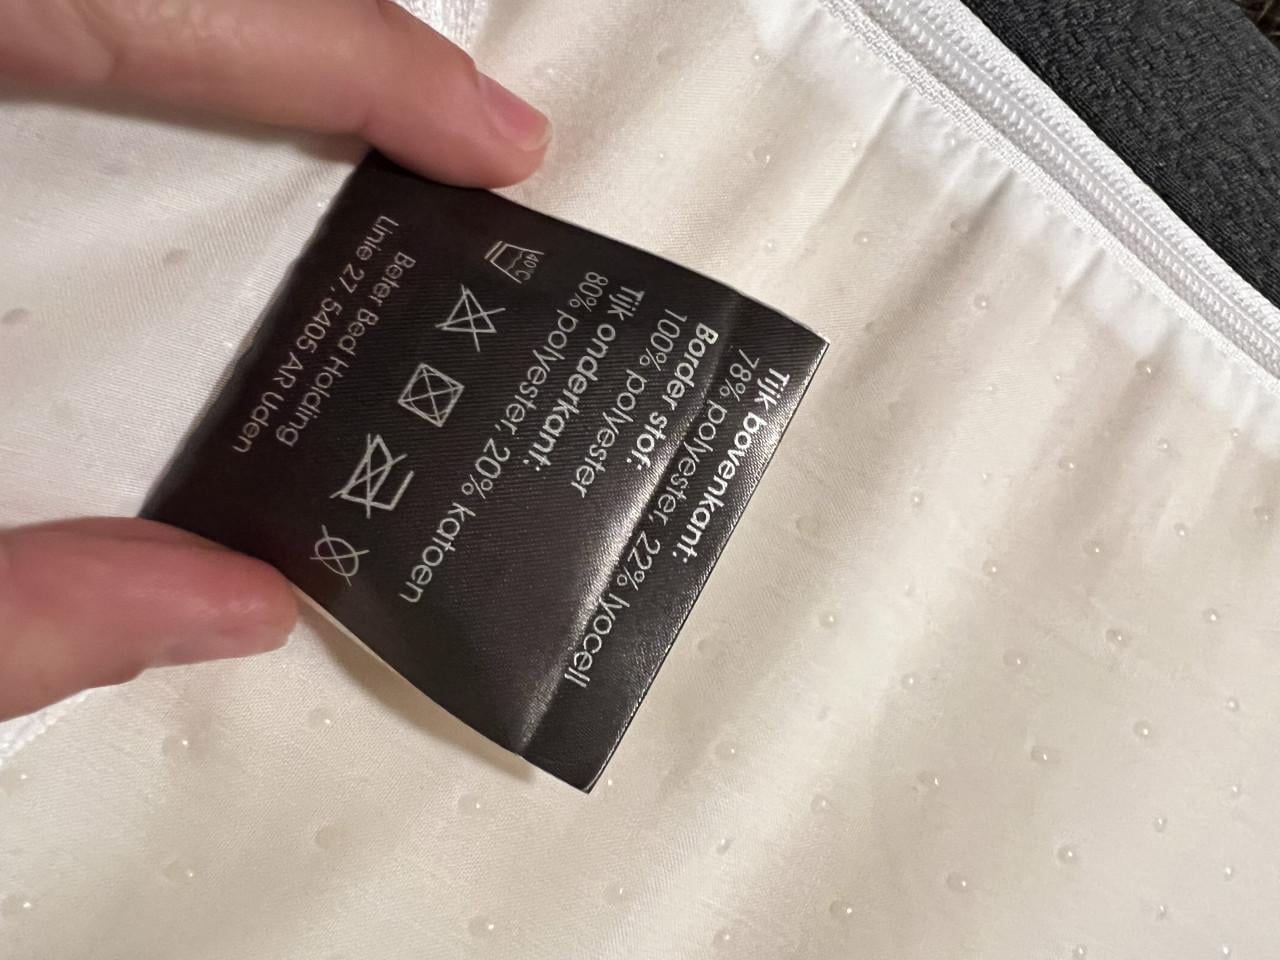 Tijk bovenkant:
78% polyester, 22% lyocell
Border stof:
100% polyester
Tijk onderkant:
80% polyester, 20% katoen
40°C
Beter Bed Holding
Linie 27, 5405 AR Uden